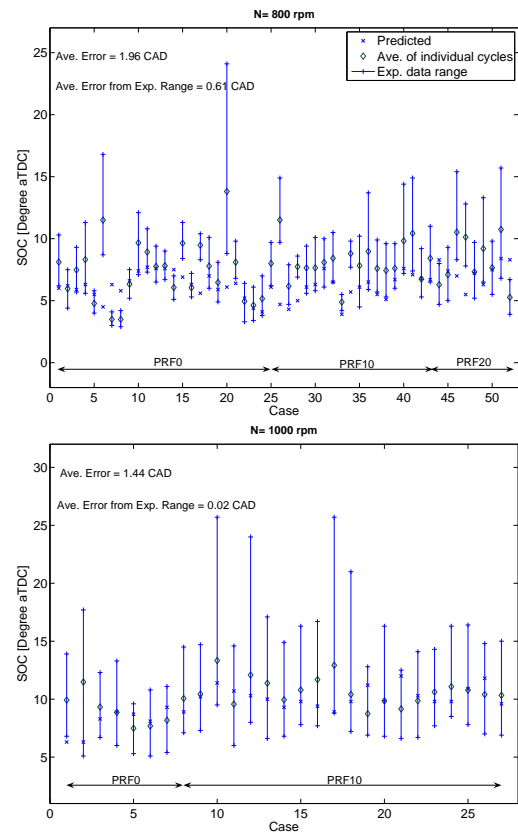 N= 800 rpm
Ave. Error = 1.96 CAD
Ave. Error from Exp. Range = 0.61 CAD
Predicted
Ave. of individual cycles
Exp. data range
SOC [Degree aTDC]
25
20
15
10
5
0
PRF0
PRF10
PRF20
0 5 10 15 20 25 30 35 40 45 50
Case
N= 1000 rpm
Ave. Error = 1.44 CAD
Ave. Error from Exp. Range = 0.02 CAD
SOC [Degree aTDC]
30
25
20
15
10
5
PRF0
PRF10
0 5 10 15 20 25
Case